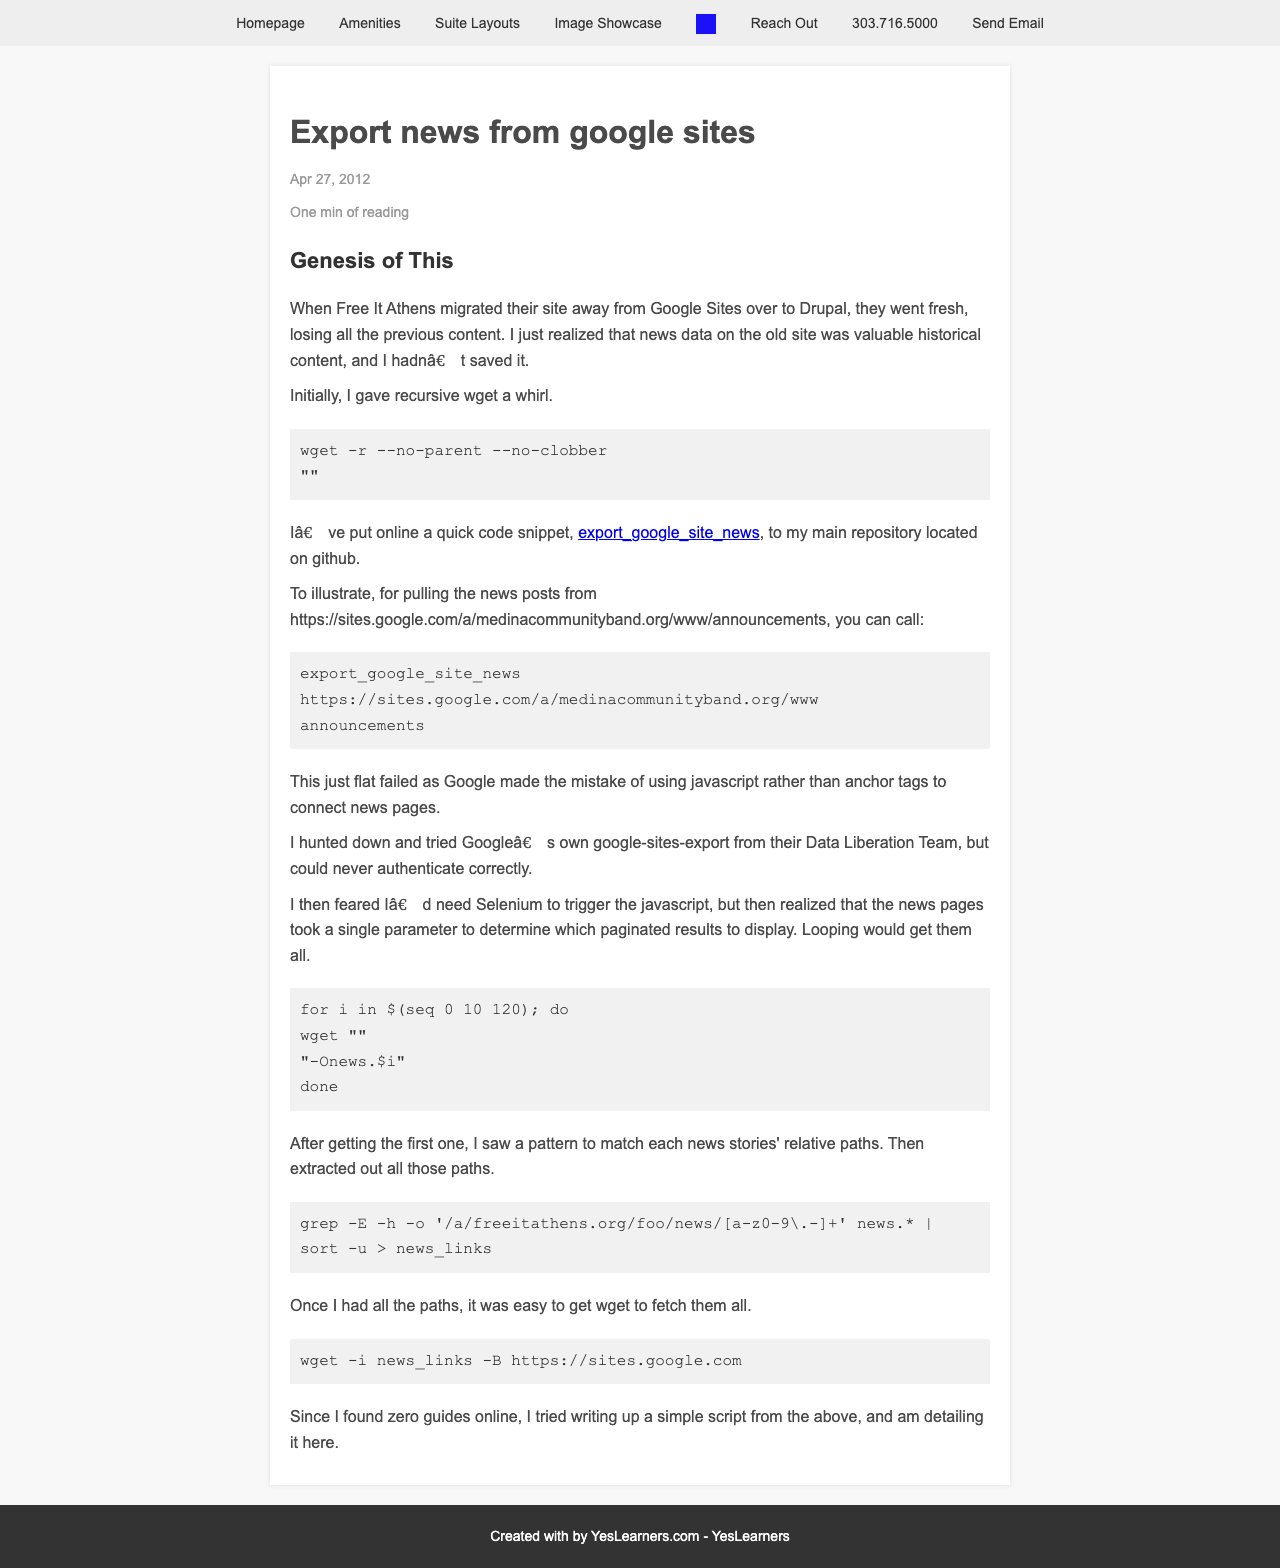 Homepage Amenities Suite Layouts Image Showcase Reach Out 303.716.5000 Send Email
Export news from google sites
Apr 27, 2012
One min of reading
Genesis of This
When Free It Athens migrated their site away from Google Sites over to Drupal, they went fresh,
losing all the previous content. I just realized that news data on the old site was valuable historical
content, and I hadnâ€ t saved it.
Initially, I gave recursive wget a whirl.
wget -r --no-parent --no-clobber
""
Iâ€ ve put online a quick code snippet, export_google_site_news, to my main repository located
on github.
To illustrate, for pulling the news posts from
https://sites.google.com/a/medinacommunityband.org/www/announcements, you can call:
export_google_site_news
https://sites.google.com/a/medinacommunityband.org/www
announcements
This just flat failed as Google made the mistake of using javascript rather than anchor tags to
connect news pages.
I hunted down and tried Googleâ€ s own google-sites-export from their Data Liberation Team, but
could never authenticate correctly.
I then feared Iâ€ d need Selenium to trigger the javascript, but then realized that the news pages
took a single parameter to determine which paginated results to display. Looping would get them
all.
for i in $(seq 0 10 120); do
wget ""
"-Onews.$i"
done
After getting the first one, I saw a pattern to match each news stories' relative paths. Then
extracted out all those paths.
grep -E -h -o '/a/freeitathens.org/foo/news/[a-z0-9\.-]+' news.* |
sort -u > news_links
Once I had all the paths, it was easy to get wget to fetch them all.
wget -i news_links -B https://sites.google.com
Since I found zero guides online, I tried writing up a simple script from the above, and am detailing
it here.
Created with by YesLearners.com - YesLearners